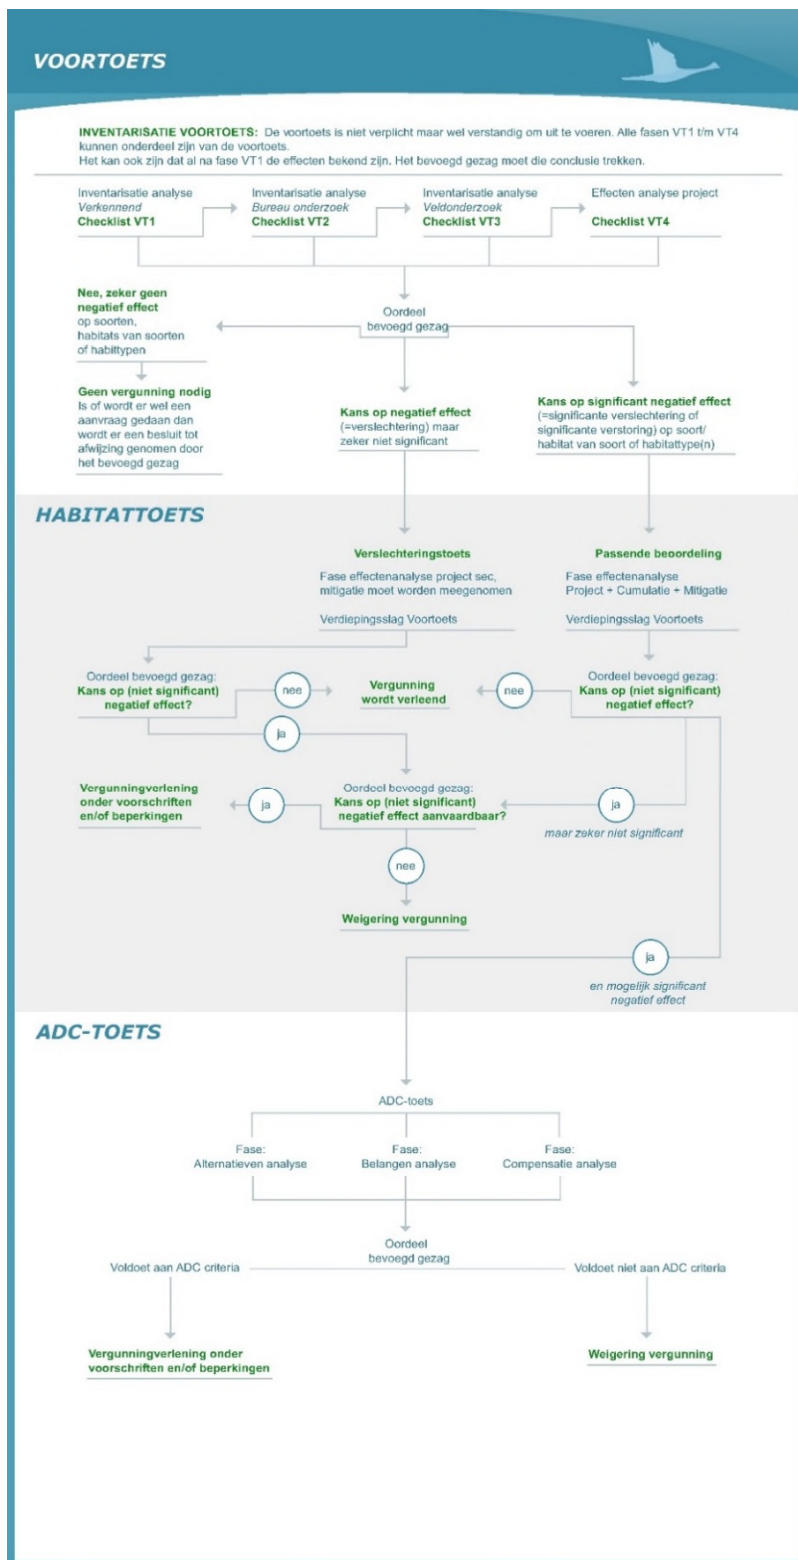 VOORTOETS
INVENTARISATIE VOORTOETS: De voortoets is niet verplicht maar wel verstandig om uit te voeren. Alle fasen VT1 t/m VT4
kunnen onderdeel zijn van de voortoets.
Het kan ook zijn dat al na fase VT1 de effecten bekend zijn. Het bevoegd gezag moet die conclusie trekken.
Inventarisatie analyse
Verkennend
Checklist VT1
Inventarisatie analyse
Bureau onderzoek
Checklist VT2
Inventarisatie analyse
Veldonderzoek
Checklist VT3
Effecten analyse project
Checklist VT4
Oordeel
bevoegd gezag
Nee, zeker geen
negatief effect
op soorten,
habitats van soorten
of habittypen
Geen vergunning nodig
Is of wordt er wel een
aanvraag gedaan dan
wordt er een besluit tot
afwijzing genomen door
het bevoegd gezag
Kans op negatief effect
(=verslechtering) maar
zeker niet significant
Kans op significant negatief effect
(=significante verslechtering of
significante verstoring) op soort/
habitat van soort of habitattype(n)
HABITATTOETS
Verslechteringstoets
Fase effectenanalyse project sec,
mitigatie moet worden meegenomen
Verdiepingsslag Voortoets
Passende beoordeling
Fase effectenanalyse
Project + Cumulatie + Mitigatie
Verdiepingsslag Voortoets
Oordeel bevoegd gezag:
Kans op (niet significant)
negatief effect?
nee
Vergunning
wordt verleend
nee
Oordeel bevoegd gezag:
Kans op (niet significant)
negatief effect?
ja
Vergunningverlening
onder voorschriften
en/of beperkingen
ja
Oordeel bevoegd gezag:
Kans op (niet significant)
negatief effect aanvaardbaar?
ja
maar zeker niet significant
nee
Weigering vergunning
ja
en mogelijk significant
negatief effect
ADC-TOETS
ADC-toets
Fase:
Alternatieven analyse
Fase:
Belangen analyse
Fase:
Compensatie analyse
Oordeel
bevoegd gezag
Voldoet aan ADC criteria
Voldoet niet aan ADC criteria
Vergunningverlening onder
voorschriften en/of beperkingen
Weigering vergunning